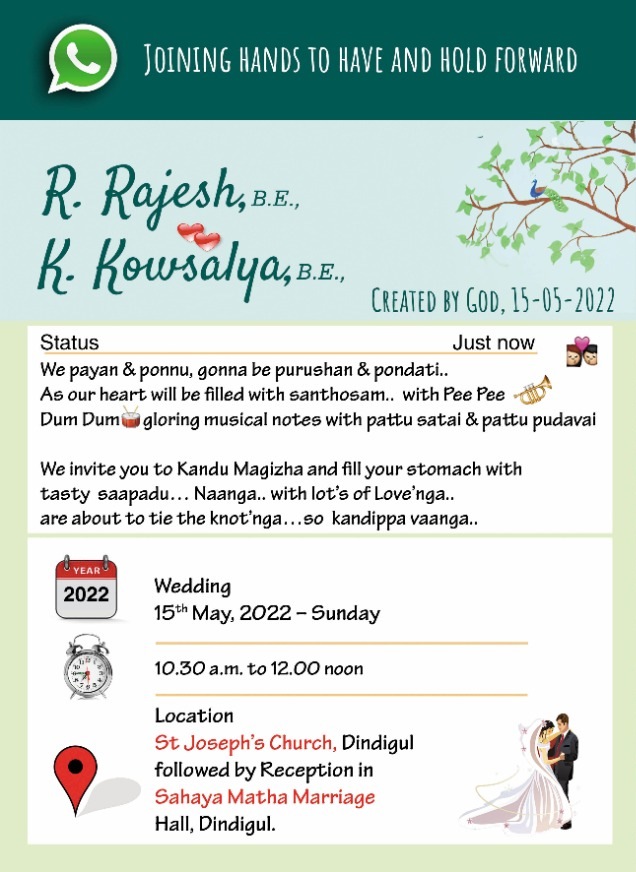 Joining hands to have and hold forward
R. Rajesh, B.E.,
K. Kowsalya, B.E.,
Created by God, 15-05-2022
Status Just now
We payan & ponnu, gonna be purushan & pondati..
As our heart will be filled with santhosam.. with Pee Pee
Dum Dum gloring musical notes with pattu satai & pattu pudavai
We invite you to Kandu Magizha and fill your stomach with
tasty saapadu... Naanga.. with lot's of Love'nga..
are about to tie the knot'nga...so kandippa vaanga..
YEAR
2022
Wedding
15th May, 2022 – Sunday
10.30 a.m. to 12.00 noon
Location
St Joseph's Church, Dindigul
followed by Reception in
Sahaya Matha Marriage
Hall, Dindigul.